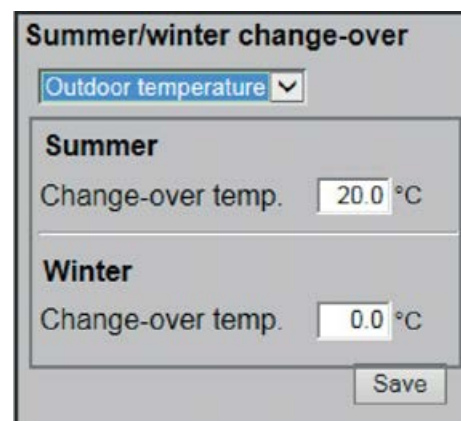 Summer/winter change-over
Outdoor temperature
Summer
Change-over temp. 20.0 °C
Winter
Change-over temp. 0.0 °C
Save